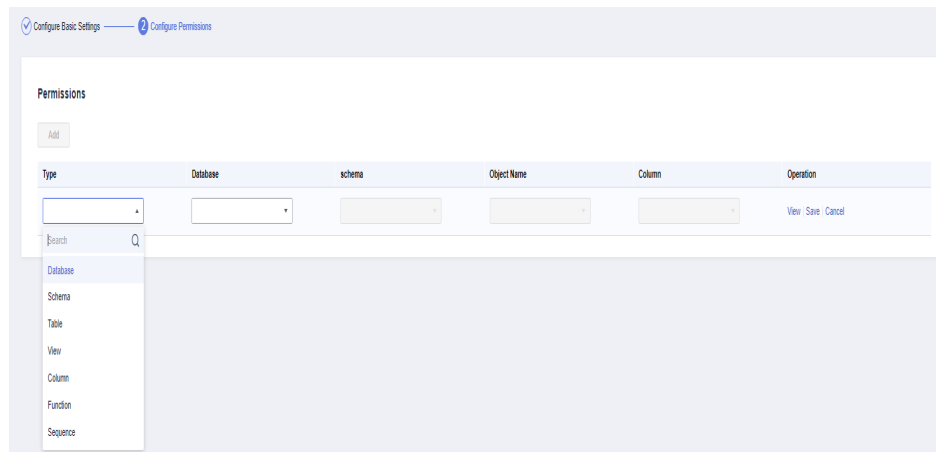 Configure Basic Settings 2 Configure Permissions
Permissions
Add
Type Database schema Object Name Column Operation
View Save Cancel
Search
Database
Schema
Table
View
Column
Function
Sequence